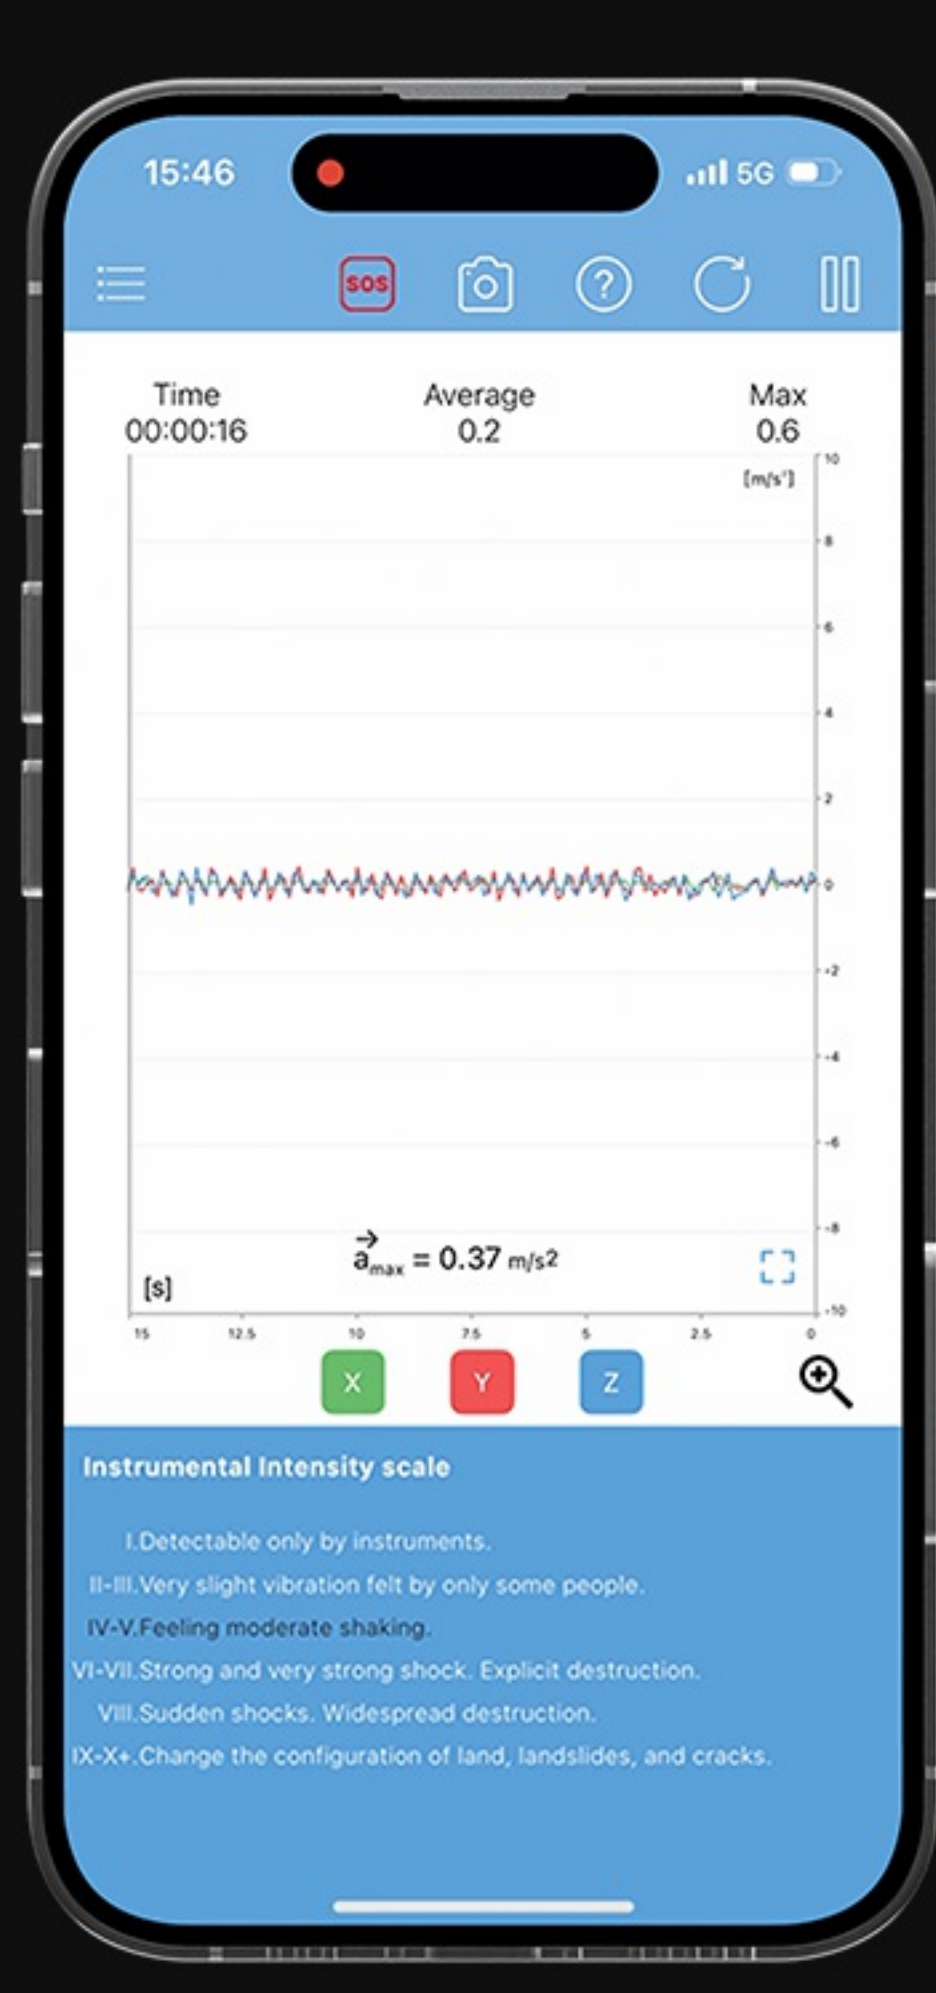 15:46 5G
SOS ?
Time Average Max
00:00:16 0.2 0.6
[m/s²]
10
8
6
4
2
0
-2
-4
-6
-8
-10
a max = 0.37 m/s2
[s]
15 12.5 10 7.5 5 2.5 0
X Y Z
Instrumental Intensity scale
I.Detectable only by instruments.
II-III.Very slight vibration felt by only some people.
IV-V.Feeling moderate shaking.
VI-VII.Strong and very strong shock. Explicit destruction.
VIII.Sudden shocks. Widespread destruction.
IX-X+.Change the configuration of land, landslides, and cracks.